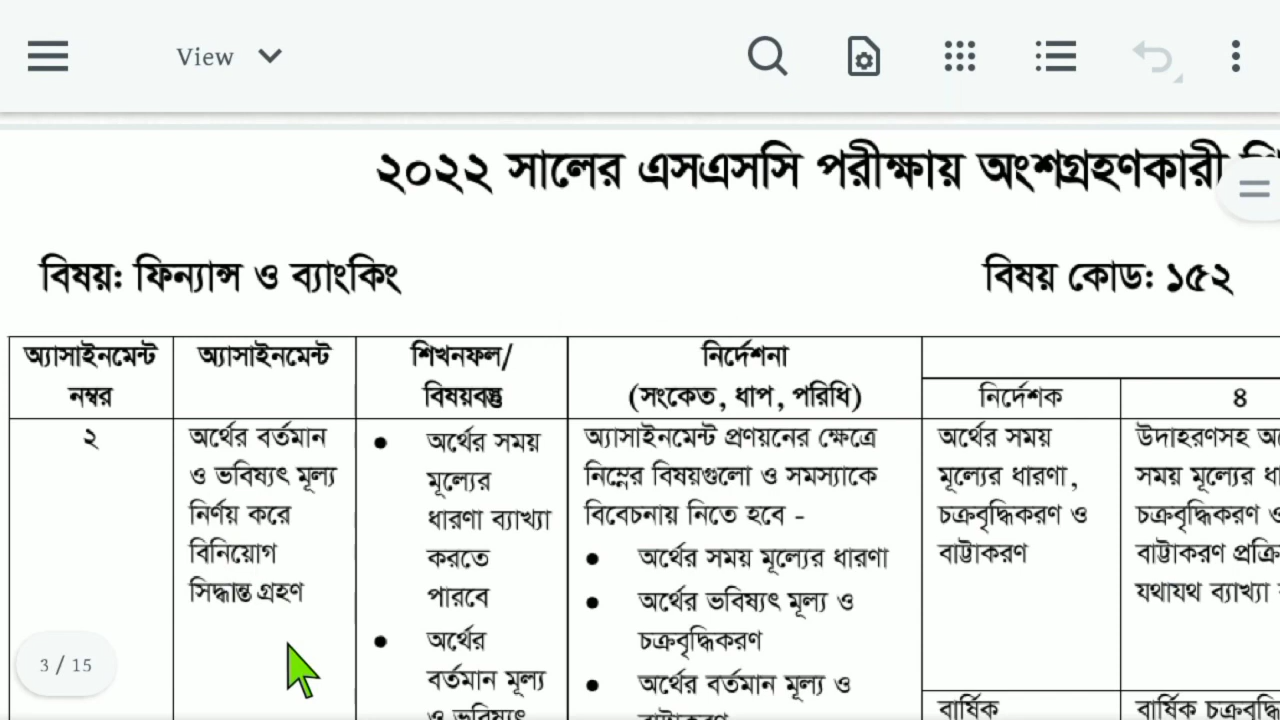 View
২০২২ সালের এসএসসি পরীক্ষায় অংশগ্রহণকারী
বিষয়: ফিন্যান্স ও ব্যাংকিং
বিষয় কোড: ১৫২
অ্যাসাইনমেন্ট নম্বর
অ্যাসাইনমেন্ট
শিখনফল/
বিষয়বস্তু
নির্দেশনা
(সংকেত, ধাপ, পরিধি)
নির্দেশক
৪
২
অর্থের বর্তমান
ও ভবিষ্যৎ মূল্য
নির্ণয় করে
বিনিয়োগ
সিদ্ধান্ত গ্রহণ
● অর্থের সময়
মূল্যের
ধারণা ব্যাখ্যা
করতে
পারবে
● অর্থের
বর্তমান মূল্য
ও ভবিষ্যৎ
অ্যাসাইনমেন্ট প্রণয়নের ক্ষেত্রে
নিম্নের বিষয়গুলো ও সমস্যাকে
বিবেচনায় নিতে হবে -
● অর্থের সময় মূল্যের ধারণা
● অর্থের ভবিষ্যৎ মূল্য ও
চক্রবৃদ্ধিকরণ
● অর্থের বর্তমান মূল্য ও
বাট্টাকরণ
অর্থের সময়
মূল্যের ধারণা,
চক্রবৃদ্ধিকরণ ও
বাট্টাকরণ
উদাহরণসহ
সময় মূল্যের
চক্রবৃদ্ধিকরণ
বাট্টাকরণ
যথাযথ ব্যাখ্যা
বার্ষিক
বার্ষিক
3 / 15